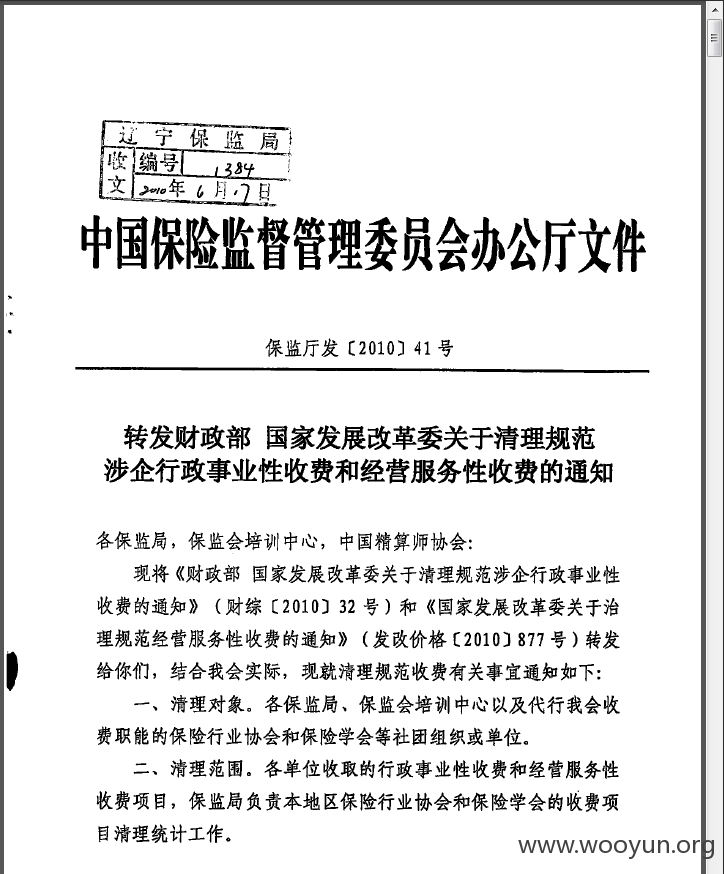 辽宁保监局
收文 编号 1384
2010年6月17日
中国保险监督管理委员会办公厅文件
保监厅发〔2010〕41号
转发财政部 国家发展改革委关于清理规范
涉企行政事业性收费和经营服务性收费的通知
各保监局，保监会培训中心，中国精算师协会：
现将《财政部 国家发展改革委关于清理规范涉企行政事业性
收费的通知》（财综〔2010〕32号）和《国家发展改革委关于治
理规范经营服务性收费的通知》（发改价格〔2010〕877号）转发
给你们，结合我会实际，现就清理规范收费有关事宜通知如下：
一、清理对象。各保监局、保监会培训中心以及代行我会收
费职能的保险行业协会和保险学会等社团组织或单位。
二、清理范围。各单位收取的行政事业性收费和经营服务性
收费项目，保监局负责本地区保险行业协会和保险学会的收费项
目清理统计工作。
www.wooyun.org